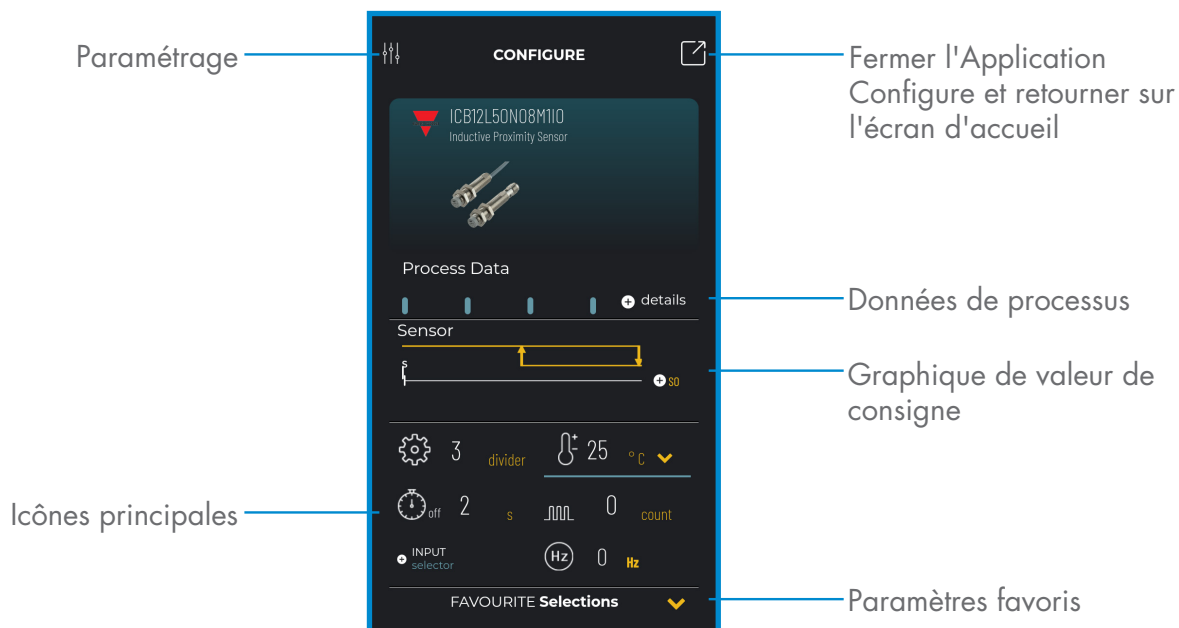 Paramétrage
CONFIGURE
Fermer l'Application
Configure et retourner sur
l'écran d'accueil
ICB12L50N08M1IO
Inductive Proximity Sensor
Process Data
details
Données de processus
Sensor
s
so
Graphique de valeur de
consigne
3 divider
25 °C
Icônes principales
off 2 s
0 count
INPUT
selector
Hz 0 Hz
FAVOURITE Selections
Paramètres favoris